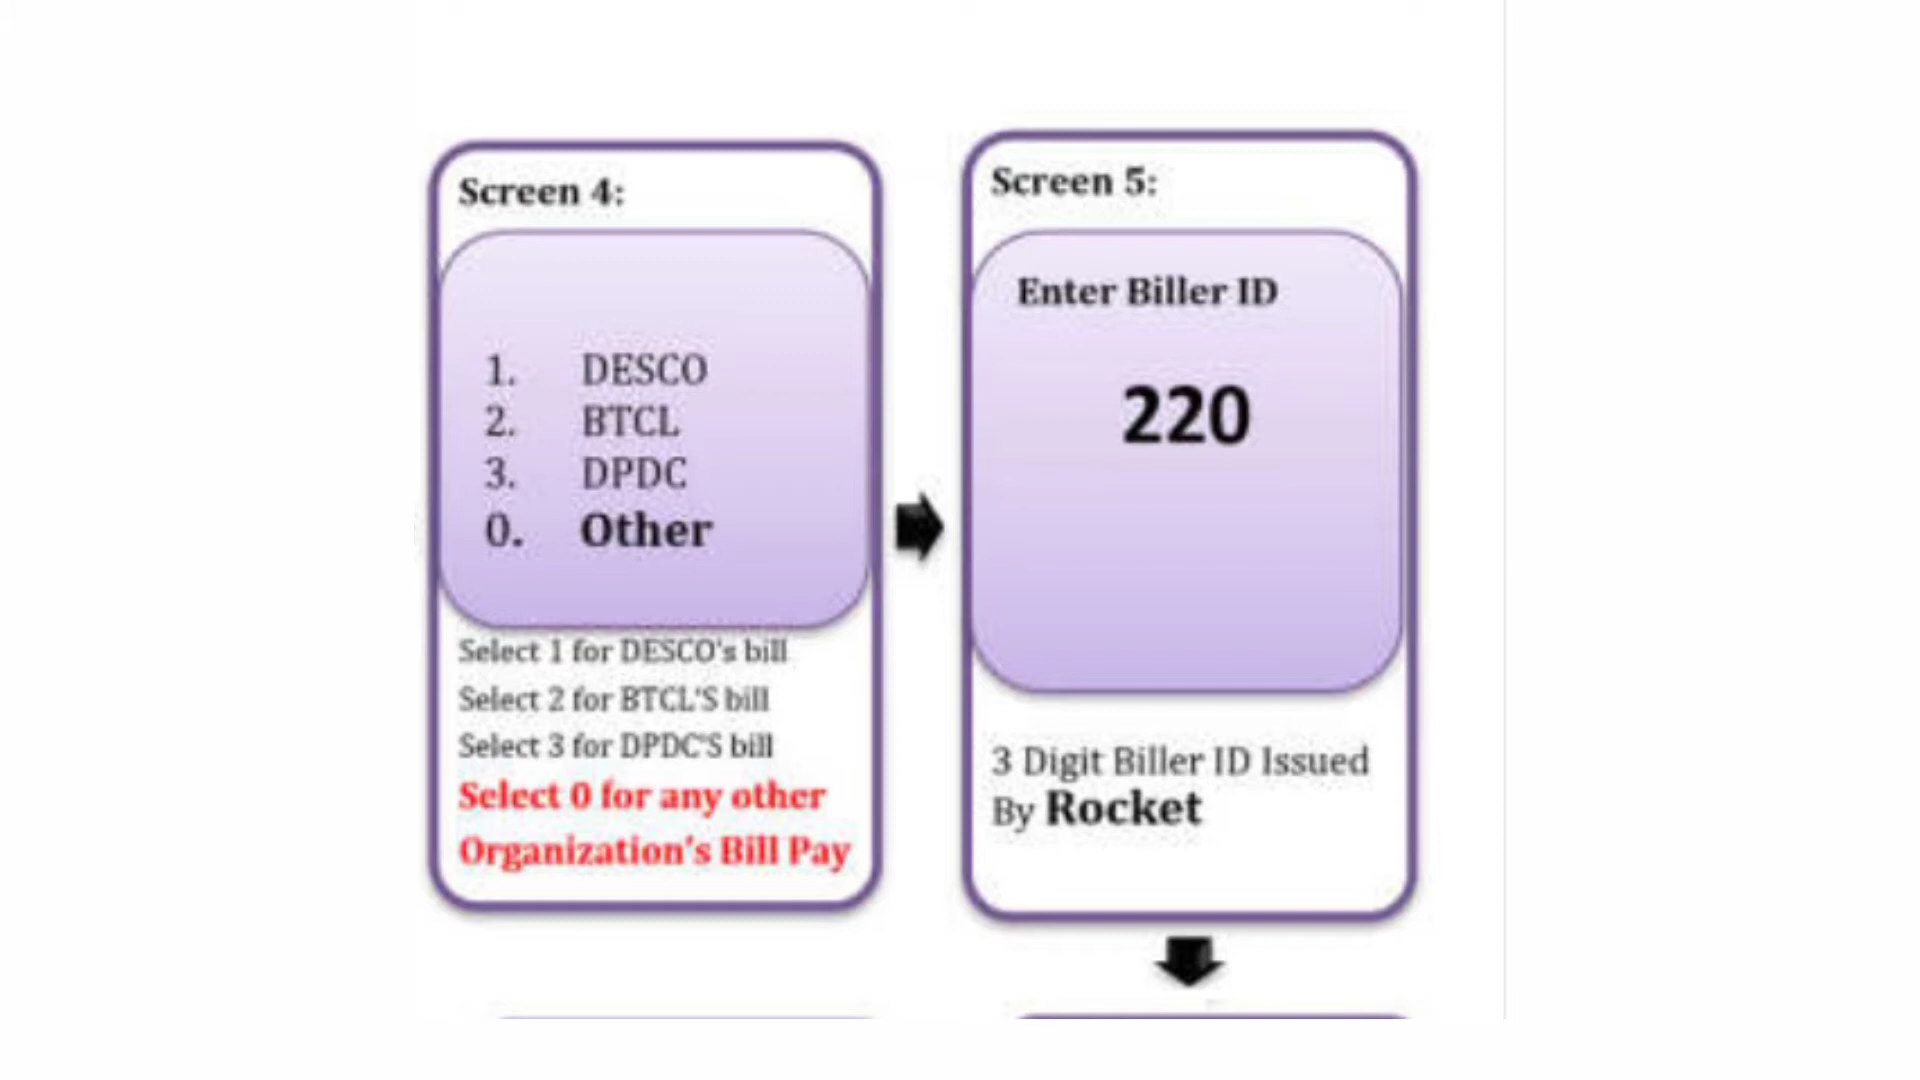 Screen 4:
1. DESCO
2. BTCL
3. DPDC
0. Other
Select 1 for DESCO's bill
Select 2 for BTCL'S bill
Select 3 for DPDC'S bill
Select 0 for any other
Organization's Bill Pay
Screen 5:
Enter Biller ID
220
3 Digit Biller ID Issued
By Rocket